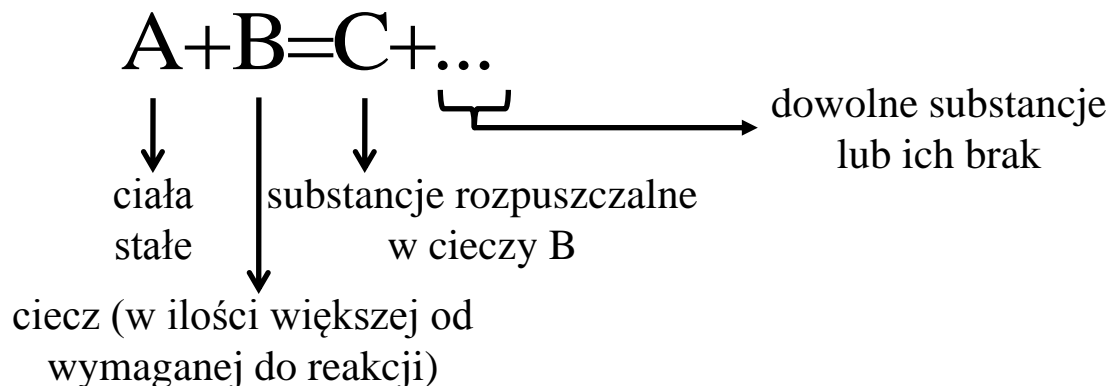 A+B=C+...
dowolne substancje
lub ich brak
ciała
stałe
substancje rozpuszczalne
w cieczy B
ciecz (w ilości większej od
wymaganej do reakcji)